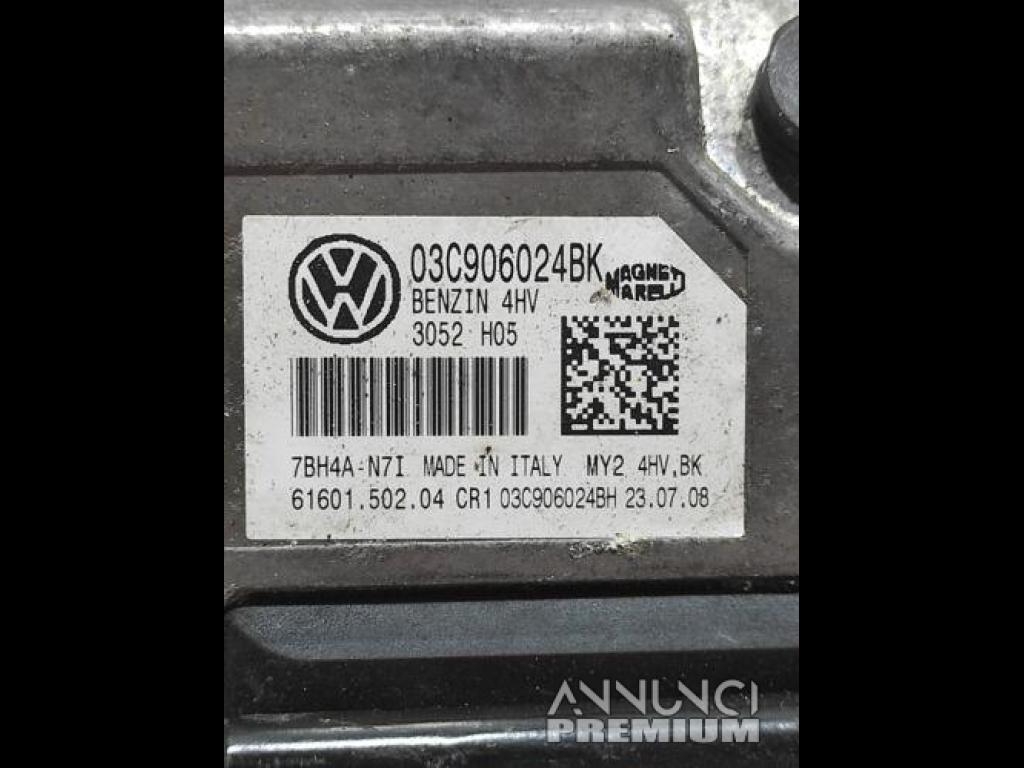 03C906024BK
MAGNETI
MARELLI
BENZIN 4HV
3052 H05
7BH4A-N7I MADE IN ITALY MY2 4HV,BK
61601.502.04 CR1 03C906024BH 23.07.08
ANNUNCI
PREMIUM